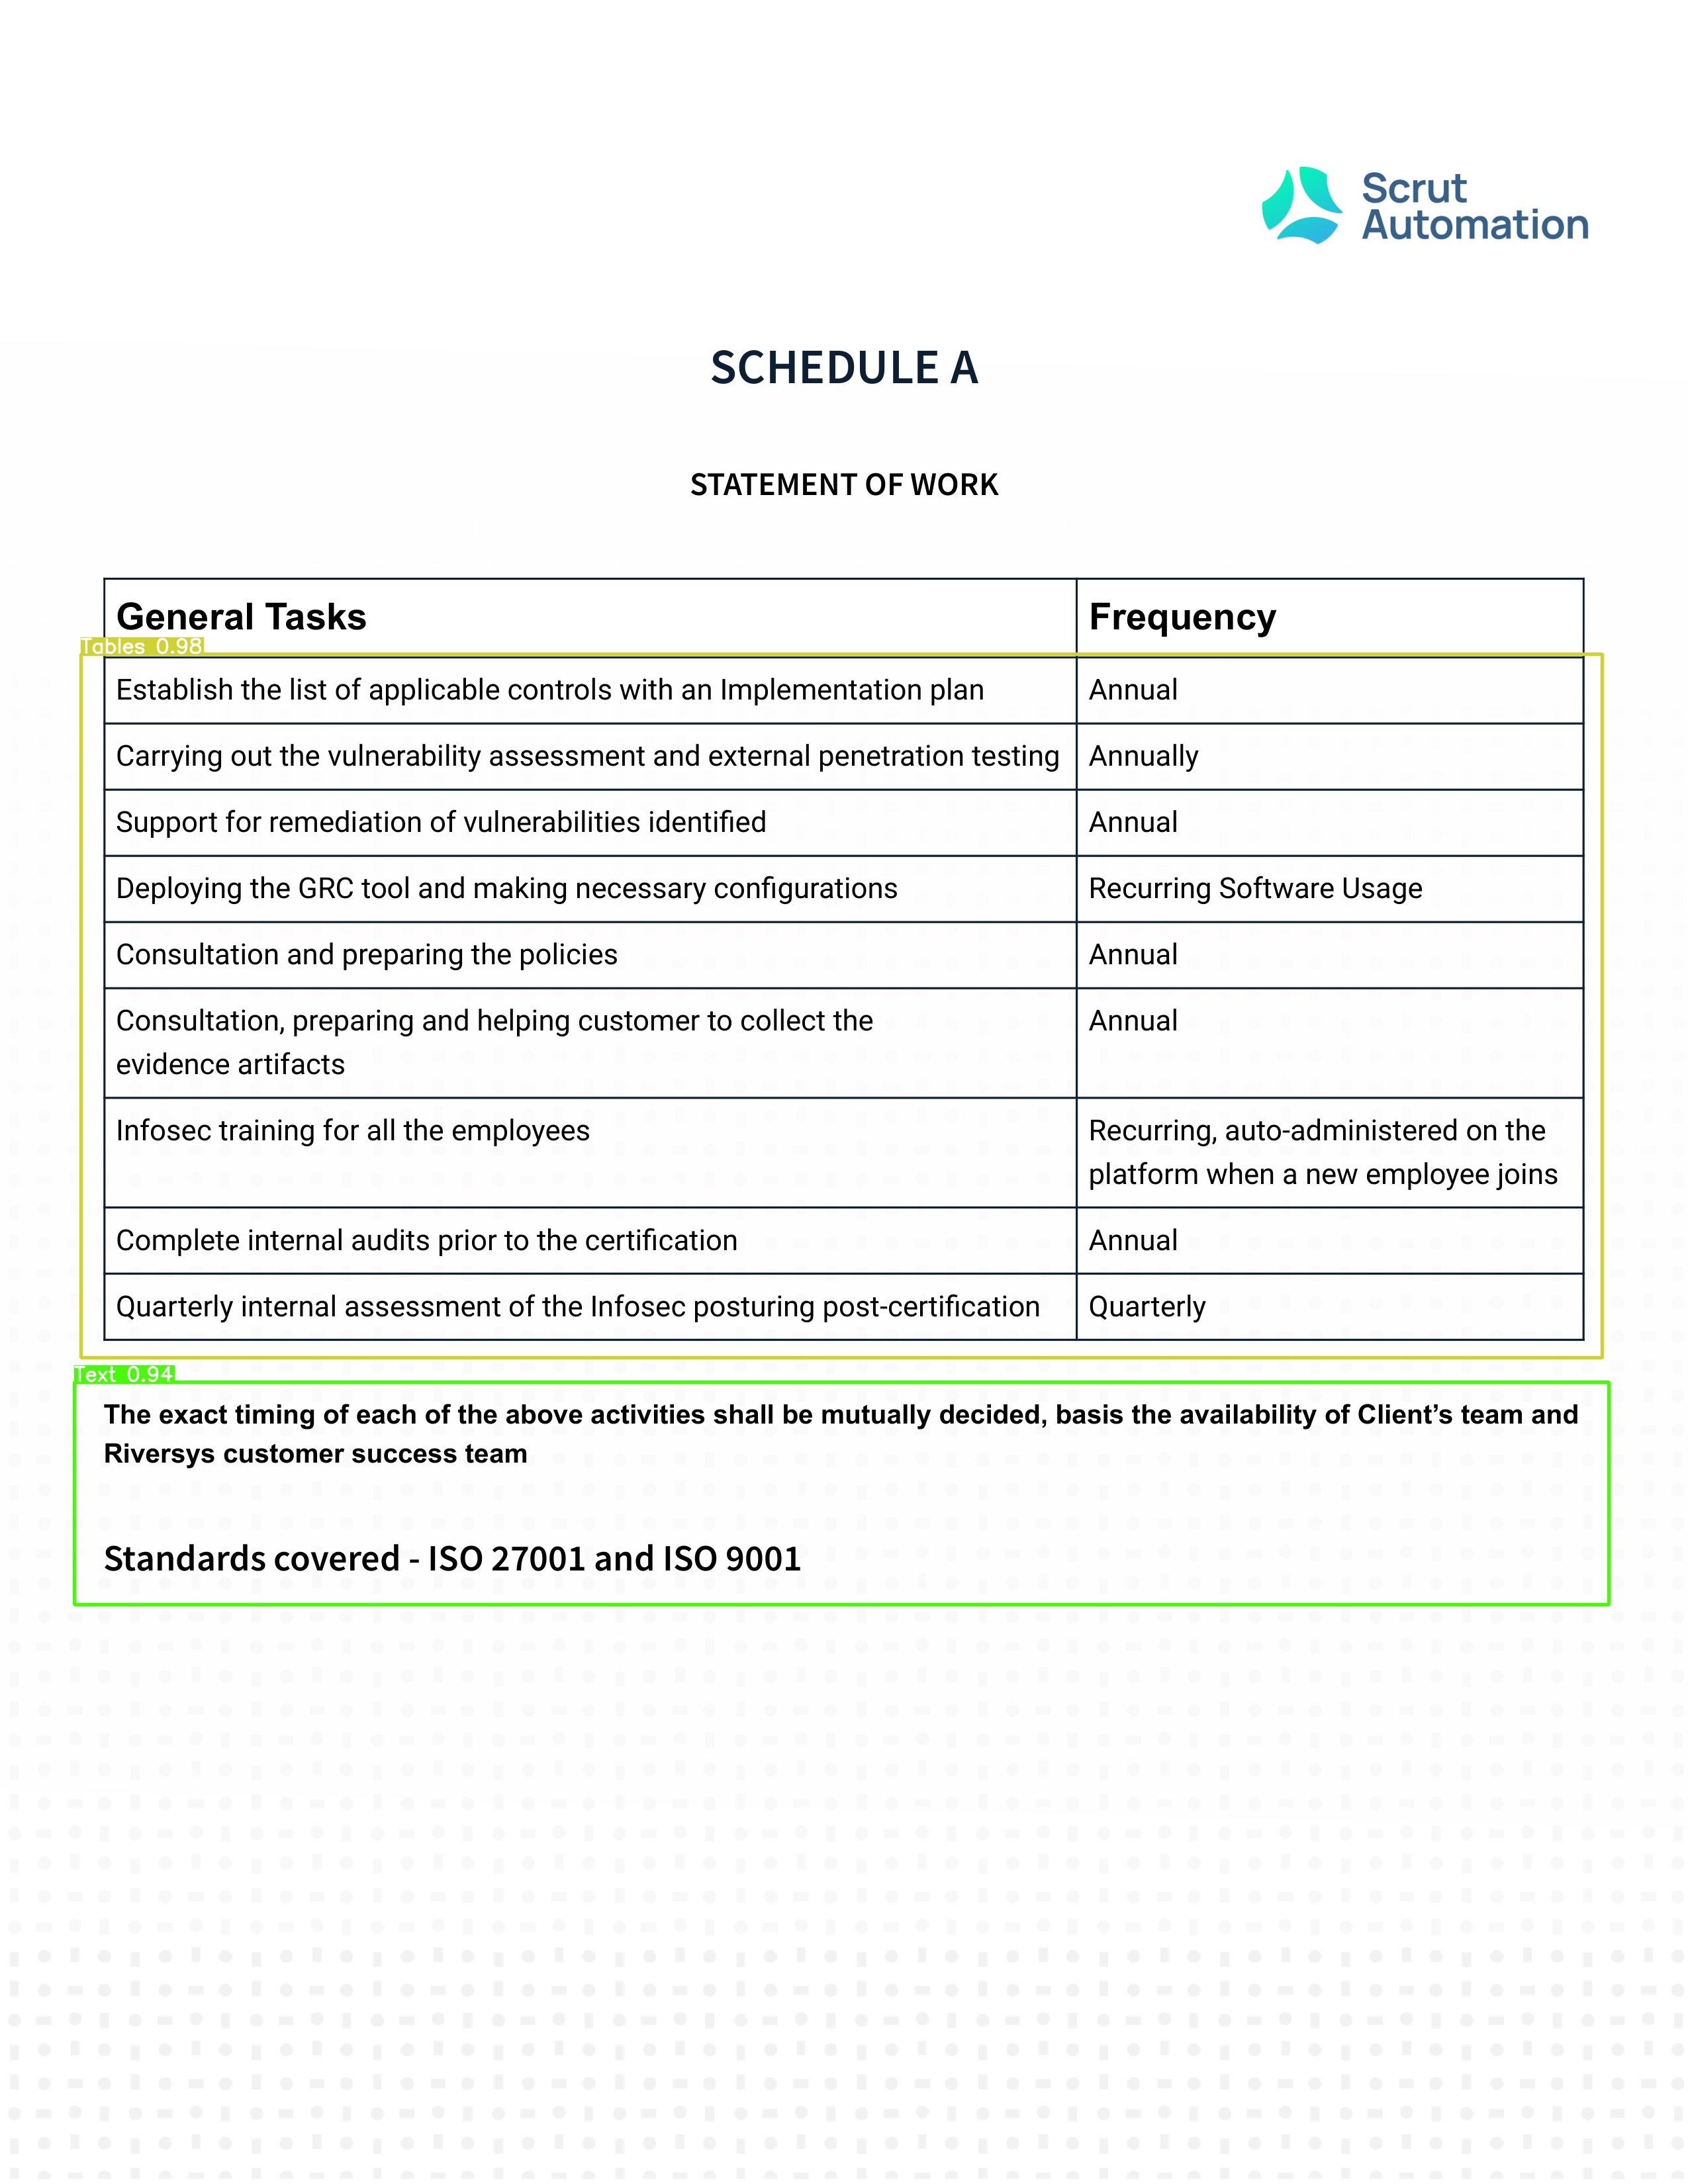 Scrut
Automation
SCHEDULE A
STATEMENT OF WORK
General Tasks Frequency
Tables 0.98
Establish the list of applicable controls with an Implementation plan Annual
Carrying out the vulnerability assessment and external penetration testing Annually
Support for remediation of vulnerabilities identified Annual
Deploying the GRC tool and making necessary configurations Recurring Software Usage
Consultation and preparing the policies Annual
Consultation, preparing and helping customer to collect the Annual
evidence artifacts
Infosec training for all the employees Recurring, auto-administered on the
platform when a new employee joins
Complete internal audits prior to the certification Annual
Quarterly internal assessment of the Infosec posturing post-certification Quarterly
Text 0.94
The exact timing of each of the above activities shall be mutually decided, basis the availability of Client’s team and
Riversys customer success team
Standards covered - ISO 27001 and ISO 9001